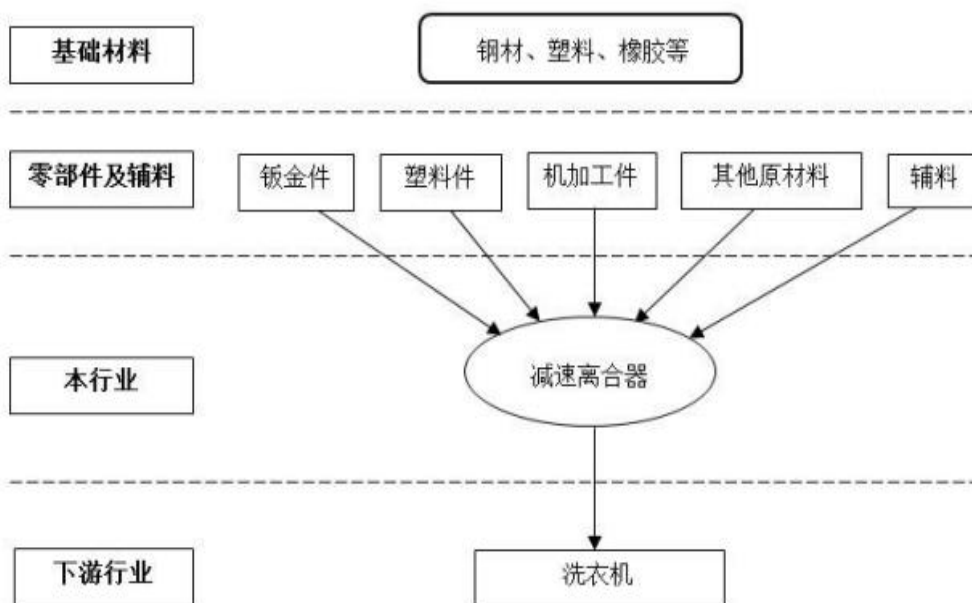 基础材料
钢材、塑料、橡胶等
零部件及辅料
钣金件
塑料件
机加工件
其他原材料
辅料
本行业
减速离合器
下游行业
洗衣机